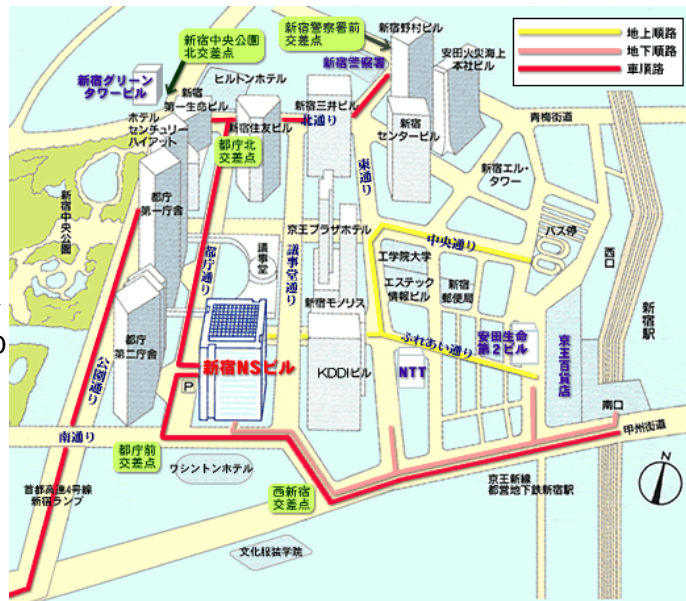 新宿中央公園
北交差点
新宿警察署前
交差点
新宿野村ビル
安田火災海上
本社ビル
地上順路
地下順路
車順路
新宿グリーン
タワービル
ヒルトンホテル
新宿警察署
新宿
第一生命ビル
新宿三井ビル
北通り
新宿住友ビル
新宿
センタービル
青梅街道
ホテル
センチュリー
ハイアット
都庁北
交差点
東通り
新宿エル・
タワー
新宿中央公園
都庁
第一庁舎
都庁通り
議事堂
議事堂通り
京王プラザホテル
中央通り
バス停
西口
工学院大学
エステック
情報ビル
新宿
郵便局
新宿駅
新宿モノリス
ふれあい通り
安田生命
第2ビル
京王百貨店
都庁
第二庁舎
公園通り
新宿NSビル
KDDIビル
NTT
P
南口
南通り
都庁前
交差点
甲州街道
ワシントンホテル
西新宿
交差点
首都高速4号線
新宿ランプ
京王新線
都営地下鉄新宿駅
N
文化服装学院